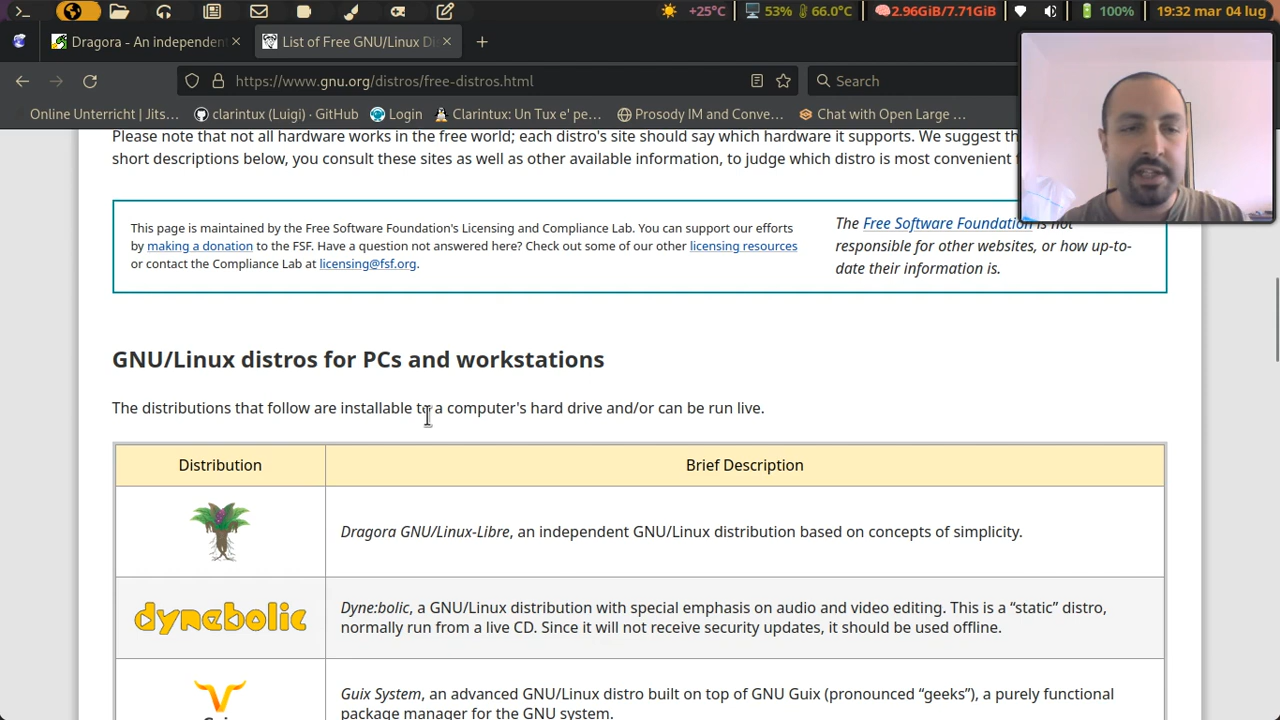 +25°C 53% 66.0°C 2.96GiB/7.71GiB 100% 19:32 mar 04 lug
Dragora - An independent
List of Free GNU/Linux Di
https://www.gnu.org/distros/free-distros.html
Search
Online Unterricht | Jits…
clarintux (Luigi) · GitHub
Login
Clarintux: Un Tux e' pe…
Prosody IM and Conve…
Chat with Open Large …
Please note that not all hardware works in the free world; each distro's site should say which hardware it supports. We suggest th
short descriptions below, you consult these sites as well as other available information, to judge which distro is most convenient
This page is maintained by the Free Software Foundation's Licensing and Compliance Lab. You can support our efforts
by making a donation to the FSF. Have a question not answered here? Check out some of our other licensing resources
or contact the Compliance Lab at licensing@fsf.org.
The Free Software Foundation is not
responsible for other websites, or how up-to-
date their information is.
GNU/Linux distros for PCs and workstations
The distributions that follow are installable to a computer's hard drive and/or can be run live.
Distribution
Brief Description
Dragora GNU/Linux-Libre, an independent GNU/Linux distribution based on concepts of simplicity.
dynebolic
Dyne:bolic, a GNU/Linux distribution with special emphasis on audio and video editing. This is a “static” distro,
normally run from a live CD. Since it will not receive security updates, it should be used offline.
Guix System, an advanced GNU/Linux distro built on top of GNU Guix (pronounced “geeks”), a purely functional
package manager for the GNU system.